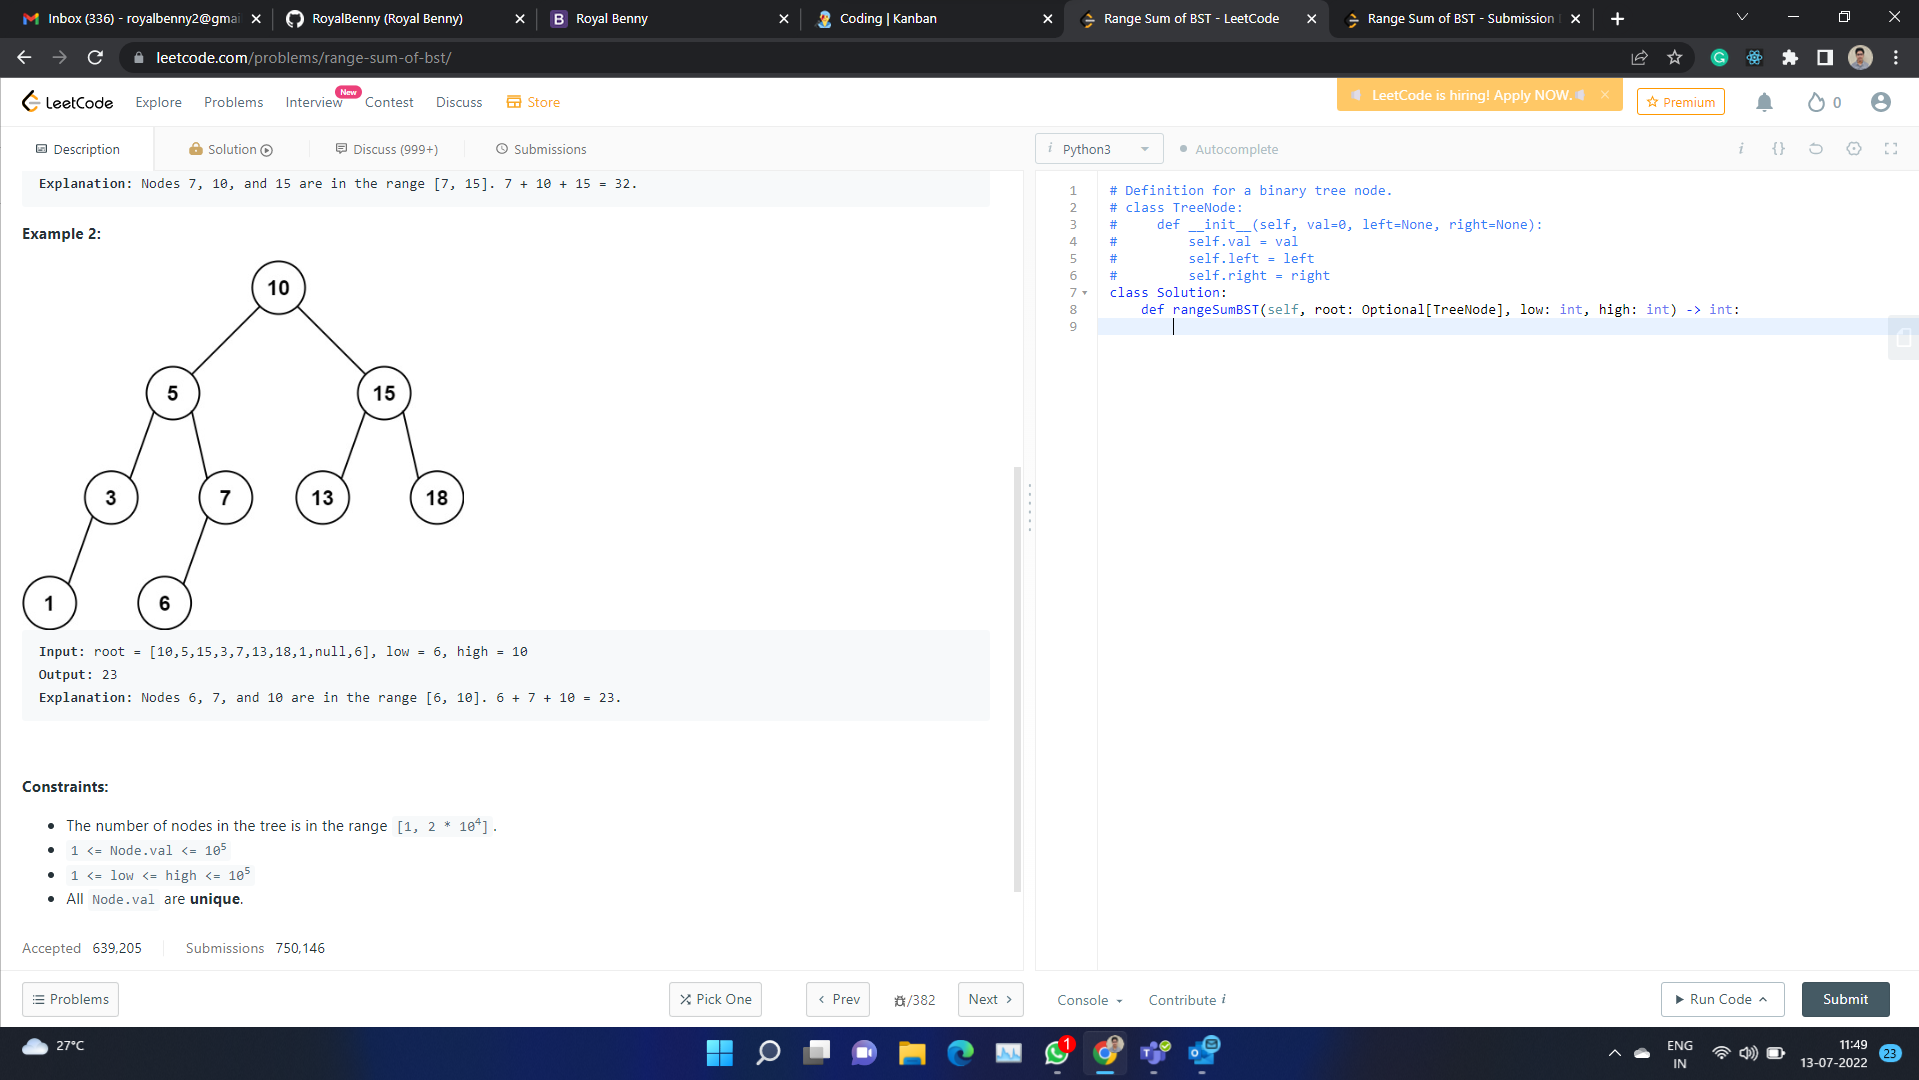 Inbox (336) - royalbenny2@gmai
RoyalBenny (Royal Benny)
B Royal Benny
Coding | Kanban
Range Sum of BST - LeetCode
Range Sum of BST - Submission
leetcode.com/problems/range-sum-of-bst/
LeetCode
Explore
Problems
Interview
New
Contest
Discuss
Store
LeetCode is hiring! Apply NOW.
Premium
0
Description
Solution
Discuss (999+)
Submissions
i Python3
Autocomplete
i {}
Explanation: Nodes 7, 10, and 15 are in the range [7, 15]. 7 + 10 + 15 = 32.
Example 2:
10
5 15
3 7 13 18
1 6
Input: root = [10,5,15,3,7,13,18,1,null,6], low = 6, high = 10
Output: 23
Explanation: Nodes 6, 7, and 10 are in the range [6, 10]. 6 + 7 + 10 = 23.
Constraints:
• The number of nodes in the tree is in the range [1, 2 * 10⁴].
• 1 <= Node.val <= 10⁵
• 1 <= low <= high <= 10⁵
• All Node.val are unique.
Accepted 639,205 Submissions 750,146
1 # Definition for a binary tree node.
2 # class TreeNode:
3 #     def __init__(self, val=0, left=None, right=None):
4 #         self.val = val
5 #         self.left = left
6 #         self.right = right
7 class Solution:
8     def rangeSumBST(self, root: Optional[TreeNode], low: int, high: int) -> int:
9
Problems
Pick One
Prev
/382
Next
Console
Contribute i
Run Code
Submit
27°C
1
ENG
IN
11:49
13-07-2022
23